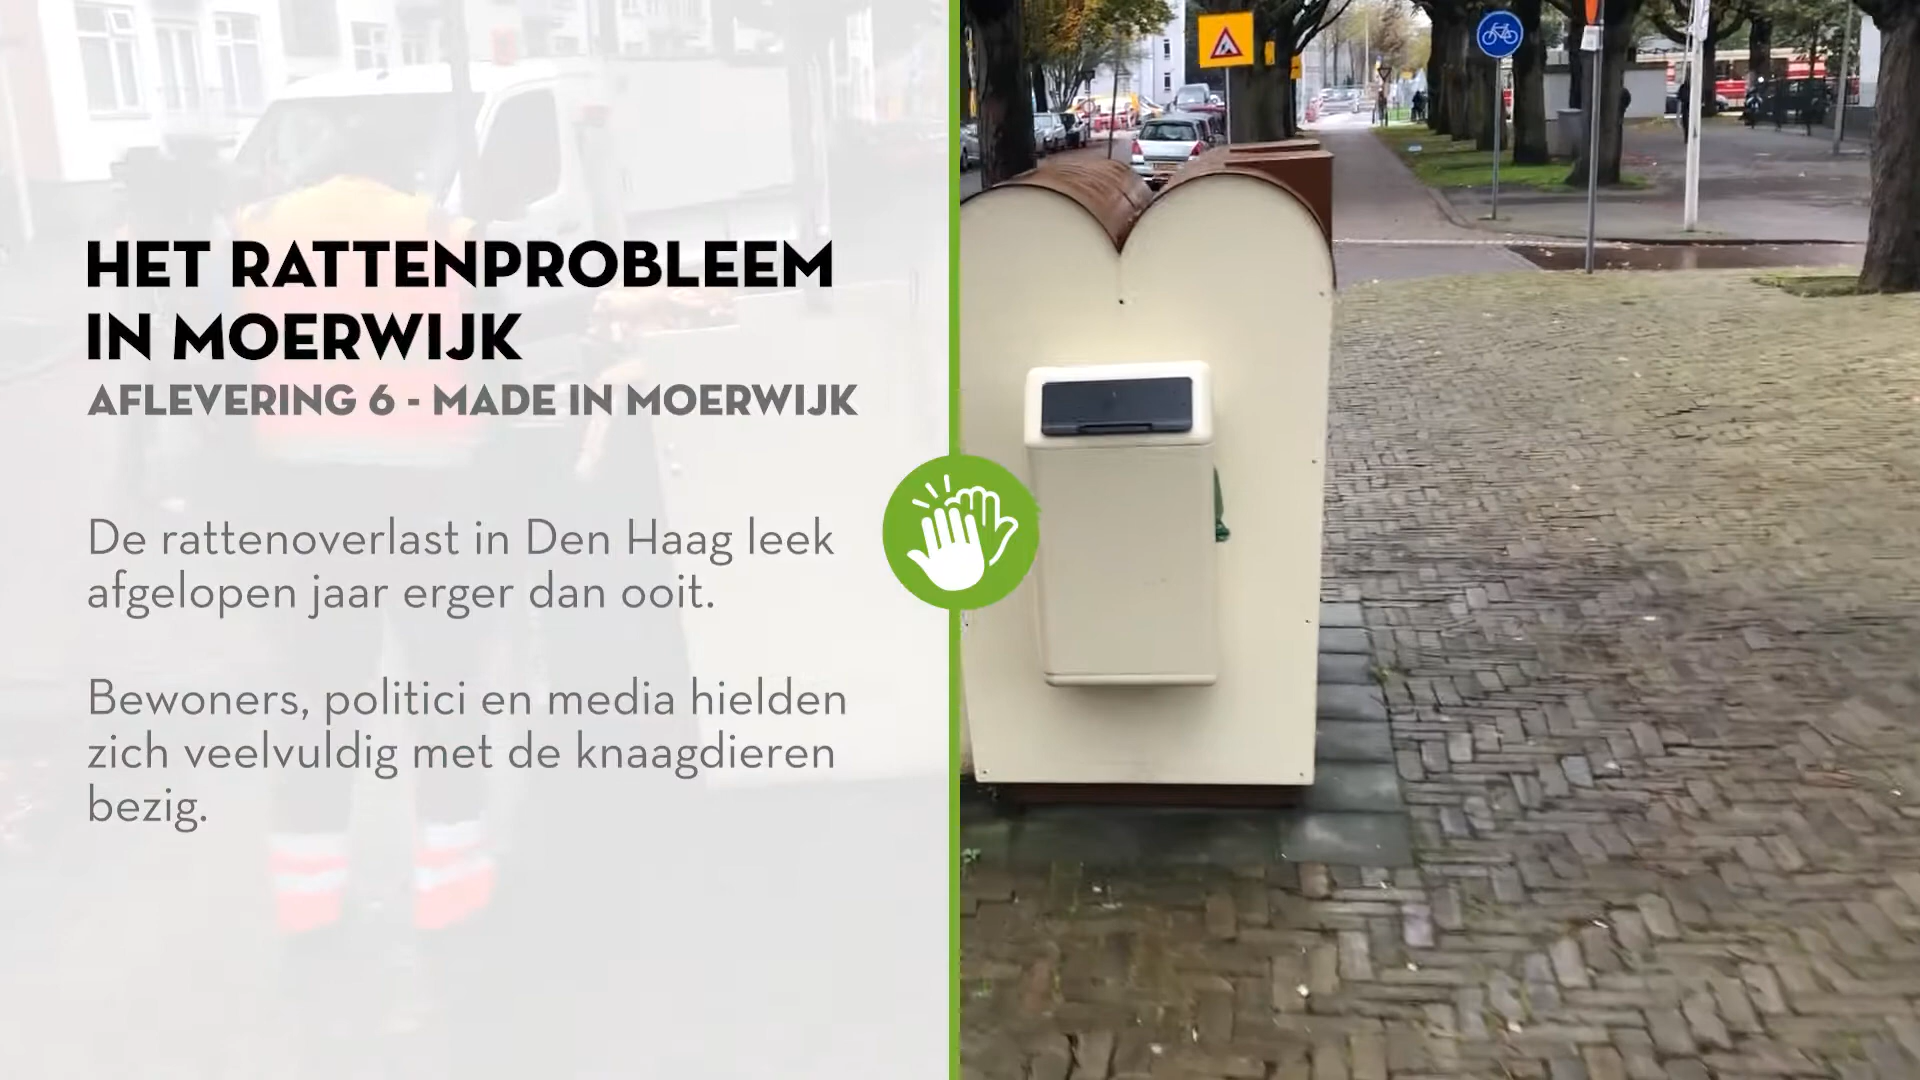 HET RATTENPROBLEEM
IN MOERWIJK
AFLEVERING 6 - MADE IN MOERWIJK
De rattenoverlast in Den Haag leek
afgelopen jaar erger dan ooit.
Bewoners, politici en media hielden
zich veelvuldig met de knaagdieren
bezig.